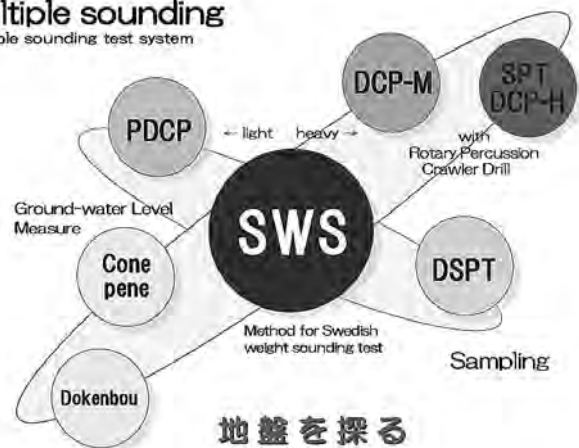 ltiple sounding
ple sounding test system
DCP-M
SPT
DCP-H
PDCP
← light heavy →
with
Rotary Percussion
Crawler Drill
Ground-water Level
Measure
SWS
Cone
pene
DSPT
Method for Swedish
weight sounding test
Sampling
Dokenbou
地盤を探る